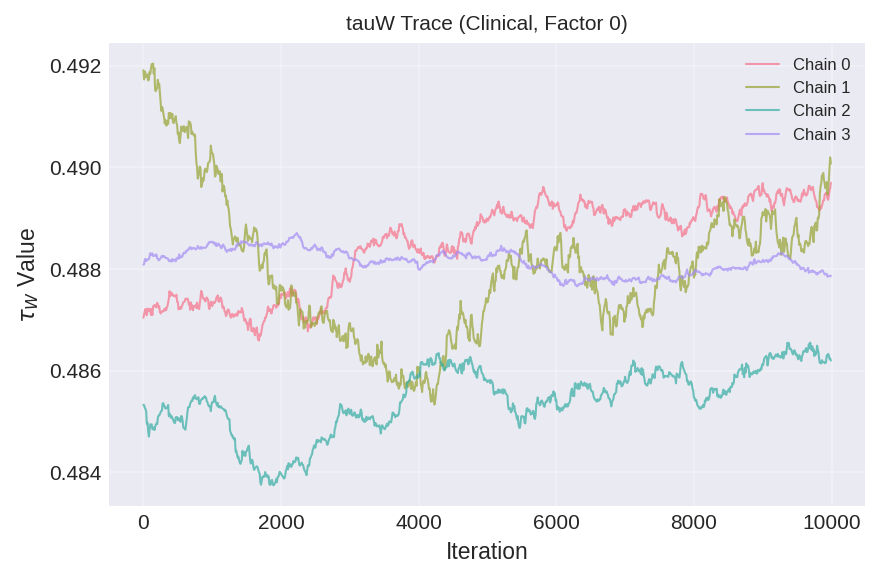 tauW Trace (Clinical, Factor 0)
Chain 0
Chain 1
Chain 2
Chain 3
0.492
0.490
0.488
0.486
0.484
τW Value
0 2000 4000 6000 8000 10000
Iteration